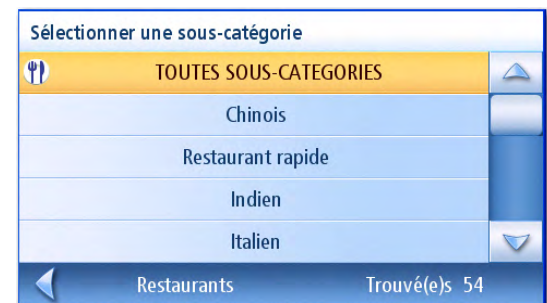 Sélectionner une sous-catégorie
TOUTES SOUS-CATEGORIES
Chinois
Restaurant rapide
Indien
Italien
Restaurants Trouvé(e)s 54